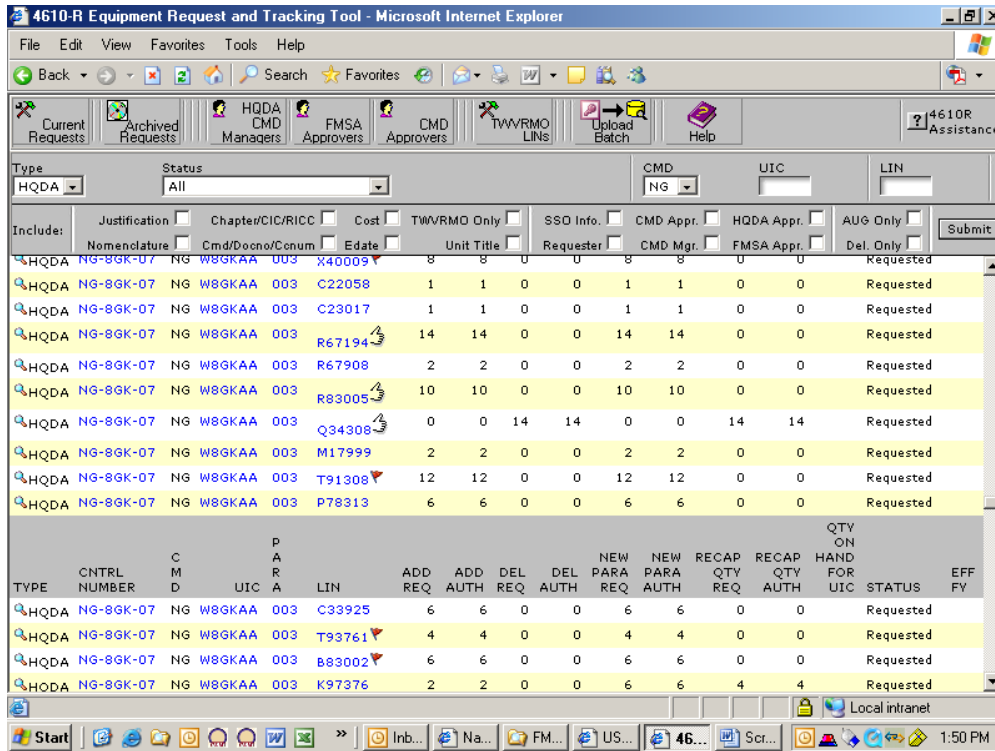 4610-R Equipment Request and Tracking Tool - Microsoft Internet Explorer
File Edit View Favorites Tools Help
Back Search Favorites
Current Requests Archived Requests HQDA CMD Managers FMSA Approvers CMD Approvers TWVRMO LINs Upload Batch Help 4610R Assistance
Type Status CMD UIC LIN
HQDA All NG
Include: Justification Chapter/CIC/RICC Cost TWVRMO Only SSO Info. CMD Appr. HQDA Appr. AUG Only Submit
Nomenclature Cmd/Docno/Ccnum Edate Unit Title Requester CMD Mgr. FMSA Appr. Del. Only
HQDA NG-8GK-07 NG W8GKAA 003 X40009 8 8 0 0 8 8 0 0 Requested
HQDA NG-8GK-07 NG W8GKAA 003 C22058 1 1 0 0 1 1 0 0 Requested
HQDA NG-8GK-07 NG W8GKAA 003 C23017 1 1 0 0 1 1 0 0 Requested
HQDA NG-8GK-07 NG W8GKAA 003 R67194 14 14 0 0 14 14 0 0 Requested
HQDA NG-8GK-07 NG W8GKAA 003 R67908 2 2 0 0 2 2 0 0 Requested
HQDA NG-8GK-07 NG W8GKAA 003 R83005 10 10 0 0 10 10 0 0 Requested
HQDA NG-8GK-07 NG W8GKAA 003 Q34308 0 0 14 14 0 0 14 14 Requested
HQDA NG-8GK-07 NG W8GKAA 003 M17999 2 2 0 0 2 2 0 0 Requested
HQDA NG-8GK-07 NG W8GKAA 003 T91308 12 12 0 0 12 12 0 0 Requested
HQDA NG-8GK-07 NG W8GKAA 003 P78313 6 6 0 0 6 6 0 0 Requested
TYPE CNTRL NUMBER CMD UIC PARA LIN ADD REQ ADD AUTH DEL REQ DEL AUTH NEW PARA REQ NEW PARA AUTH RECAP QTY REQ RECAP QTY AUTH QTY ON HAND FOR UIC STATUS EFF FY
HQDA NG-8GK-07 NG W8GKAA 003 C33925 6 6 0 0 6 6 0 0 Requested
HQDA NG-8GK-07 NG W8GKAA 003 T93761 4 4 0 0 4 4 0 0 Requested
HQDA NG-8GK-07 NG W8GKAA 003 B83002 6 6 0 0 6 6 0 0 Requested
HQDA NG-8GK-07 NG W8GKAA 003 K97376 2 2 0 0 6 6 4 4 Requested
Local intranet
Start Inb... Na... FM... US... 46... Scr... 1:50 PM